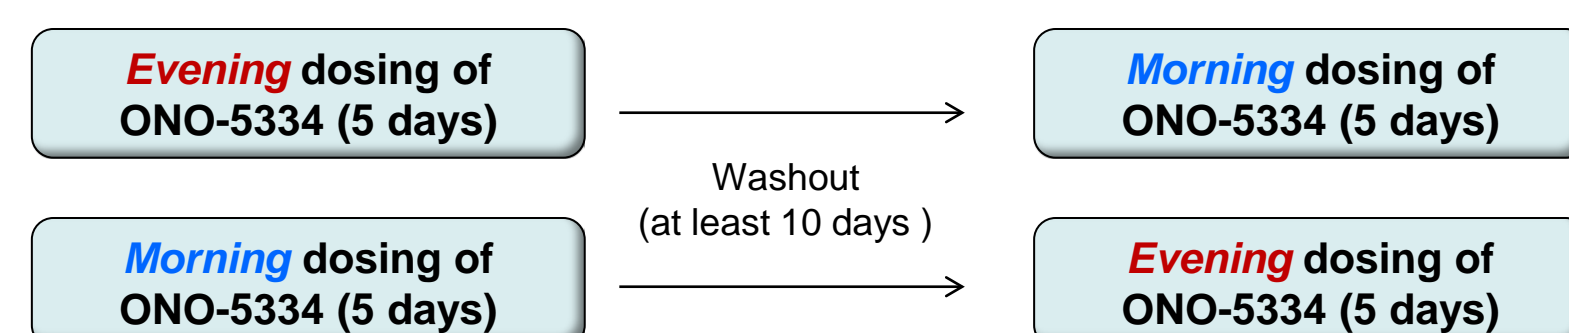 Evening dosing of
ONO-5334 (5 days)
Morning dosing of
ONO-5334 (5 days)
Washout
(at least 10 days )
Morning dosing of
ONO-5334 (5 days)
Evening dosing of
ONO-5334 (5 days)